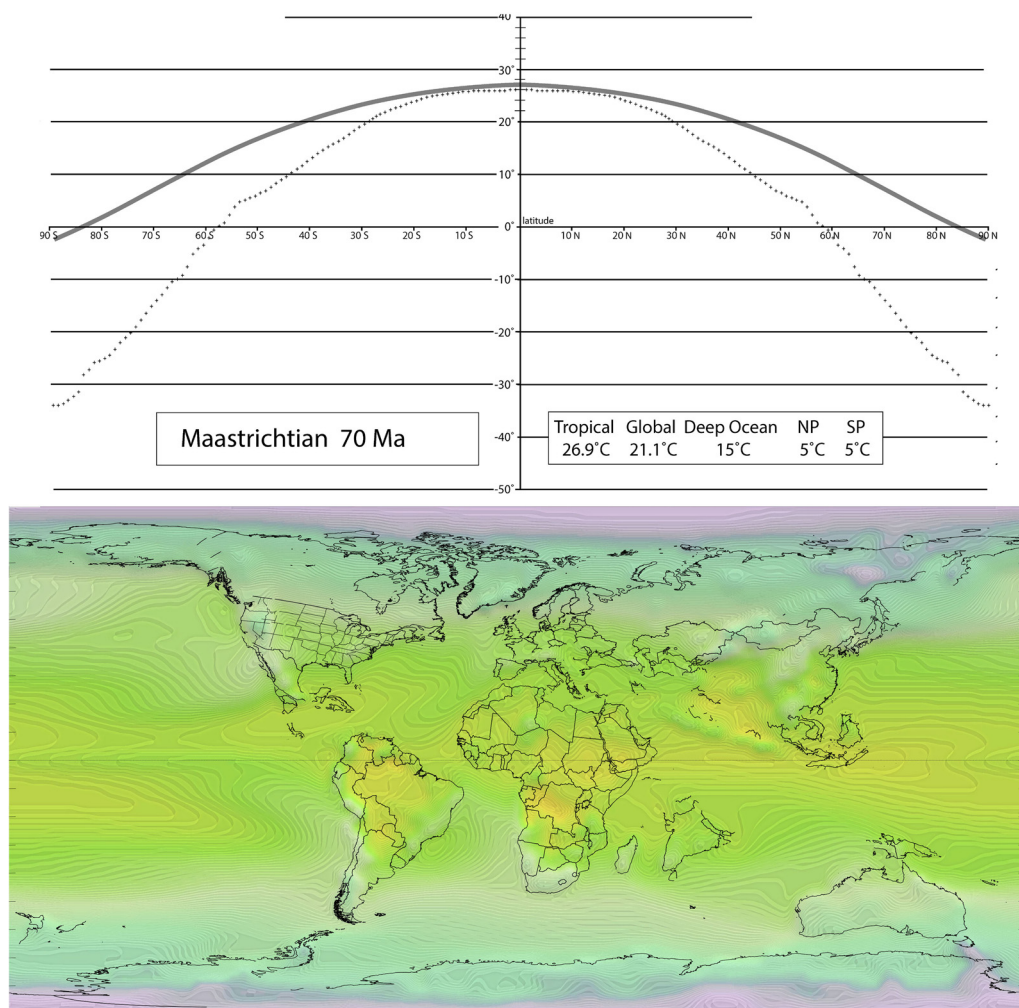 40
30˚
20˚
10˚
0˚
latitude
90 S 80 S 70 S 60 S 50 S 40 S 30 S 20 S 10 S 10 N 20 N 30 N 40 N 50 N 60 N 70 N 80 N 90 N
-10˚
-20˚
-30˚
-40˚
-50˚
Maastrichtian 70 Ma
Tropical Global Deep Ocean NP SP
26.9˚C 21.1˚C 15˚C 5˚C 5˚C